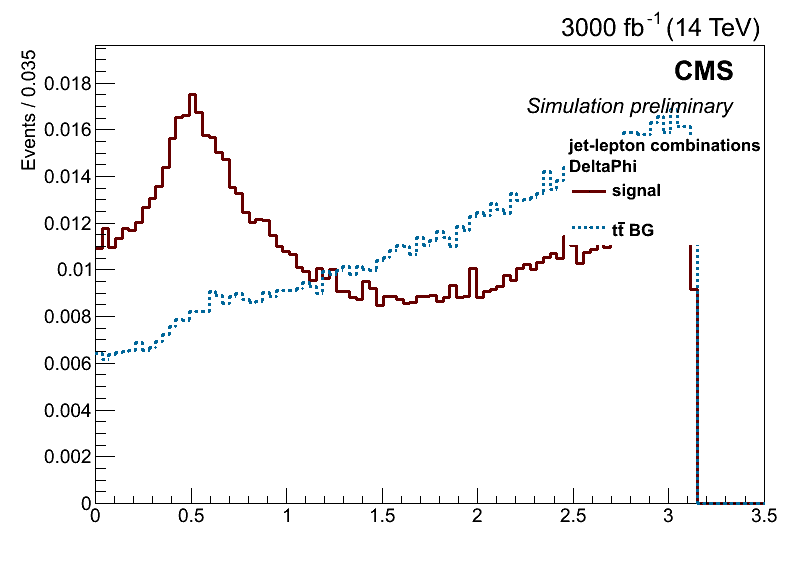 3000 fb⁻¹ (14 TeV)
CMS
Simulation preliminary
jet-lepton combinations
DeltaPhi
signal
tt̄ BG
Events / 0.035
0.018
0.016
0.014
0.012
0.01
0.008
0.006
0.004
0.002
0
0 0.5 1 1.5 2 2.5 3 3.5